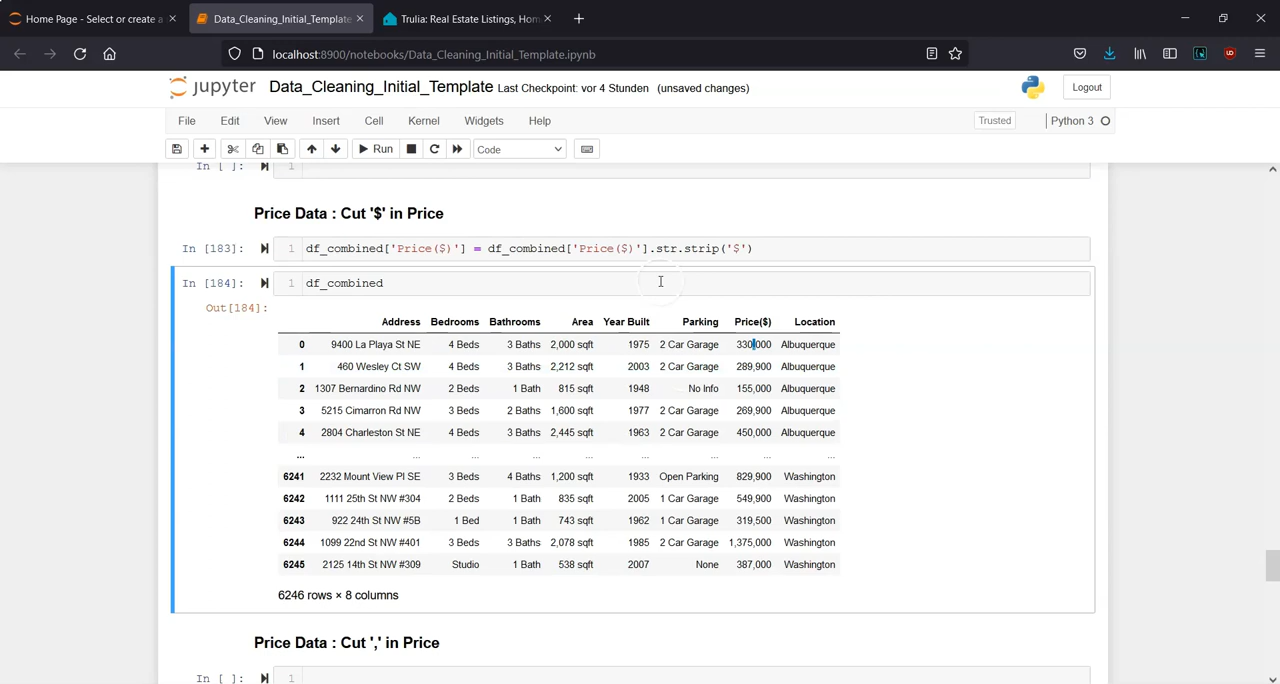 Home Page - Select or create a
Data_Cleaning_Initial_Template
Trulia: Real Estate Listings, Hom
localhost:8900/notebooks/Data_Cleaning_Initial_Template.ipynb
jupyter Data_Cleaning_Initial_Template Last Checkpoint: vor 4 Stunden (unsaved changes)
Logout
File Edit View Insert Cell Kernel Widgets Help
Trusted Python 3
Run Code
In [ ]: 1
Price Data : Cut '$' in Price
In [183]: 1 df_combined['Price($)'] = df_combined['Price($)'].str.strip('$')
In [184]: 1 df_combined
Out[184]:
Address Bedrooms Bathrooms Area Year Built Parking Price($) Location
0 9400 La Playa St NE 4 Beds 3 Baths 2,000 sqft 1975 2 Car Garage 330,000 Albuquerque
1 460 Wesley Ct SW 4 Beds 3 Baths 2,212 sqft 2003 2 Car Garage 289,900 Albuquerque
2 1307 Bernardino Rd NW 2 Beds 1 Bath 815 sqft 1948 No Info 155,000 Albuquerque
3 5215 Cimarron Rd NW 3 Beds 2 Baths 1,600 sqft 1977 2 Car Garage 269,900 Albuquerque
4 2804 Charleston St NE 4 Beds 3 Baths 2,445 sqft 1963 2 Car Garage 450,000 Albuquerque
... ... ... ... ... ... ... ... ...
6241 2232 Mount View Pl SE 3 Beds 4 Baths 1,200 sqft 1933 Open Parking 829,900 Washington
6242 1111 25th St NW #304 2 Beds 1 Bath 835 sqft 2005 1 Car Garage 549,900 Washington
6243 922 24th St NW #5B 1 Bed 1 Bath 743 sqft 1962 1 Car Garage 319,500 Washington
6244 1099 22nd St NW #401 3 Beds 3 Baths 2,078 sqft 1985 2 Car Garage 1,375,000 Washington
6245 2125 14th St NW #309 Studio 1 Bath 538 sqft 2007 None 387,000 Washington
6246 rows × 8 columns
Price Data : Cut ',' in Price
In [ ]: 1